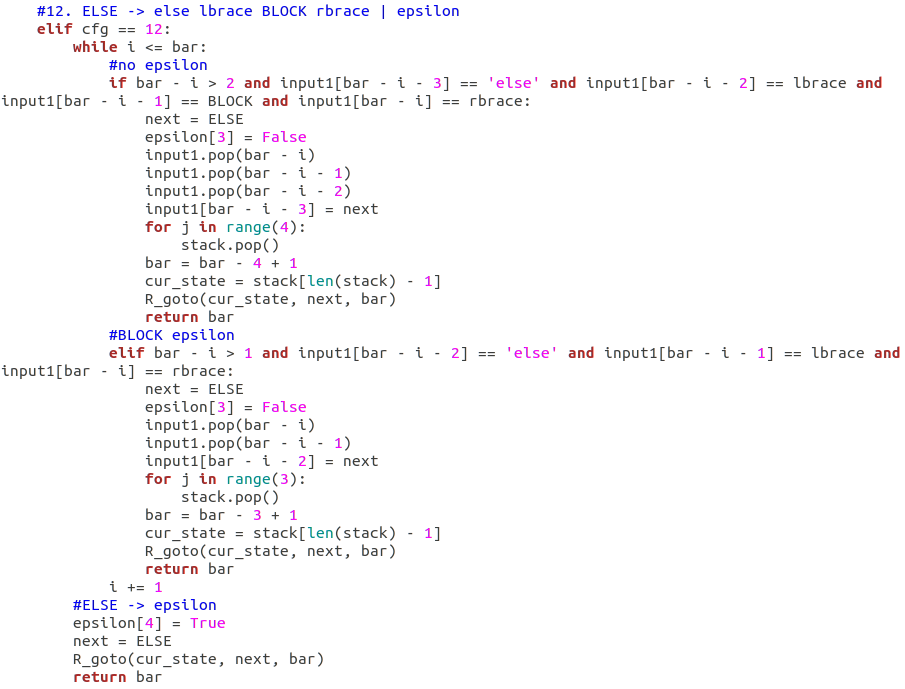 #12. ELSE -> else lbrace BLOCK rbrace | epsilon
    elif cfg == 12:
        while i <= bar:
            #no epsilon
            if bar - i > 2 and input1[bar - i - 3] == 'else' and input1[bar - i - 2] == lbrace and
input1[bar - i - 1] == BLOCK and input1[bar - i] == rbrace:
                next = ELSE
                epsilon[3] = False
                input1.pop(bar - i)
                input1.pop(bar - i - 1)
                input1.pop(bar - i - 2)
                input1[bar - i - 3] = next
                for j in range(4):
                    stack.pop()
                bar = bar - 4 + 1
                cur_state = stack[len(stack) - 1]
                R_goto(cur_state, next, bar)
                return bar
            #BLOCK epsilon
            elif bar - i > 1 and input1[bar - i - 2] == 'else' and input1[bar - i - 1] == lbrace and
input1[bar - i] == rbrace:
                next = ELSE
                epsilon[3] = False
                input1.pop(bar - i)
                input1.pop(bar - i - 1)
                input1[bar - i - 2] = next
                for j in range(3):
                    stack.pop()
                bar = bar - 3 + 1
                cur_state = stack[len(stack) - 1]
                R_goto(cur_state, next, bar)
                return bar
            i += 1
        #ELSE -> epsilon
        epsilon[4] = True
        next = ELSE
        R_goto(cur_state, next, bar)
        return bar